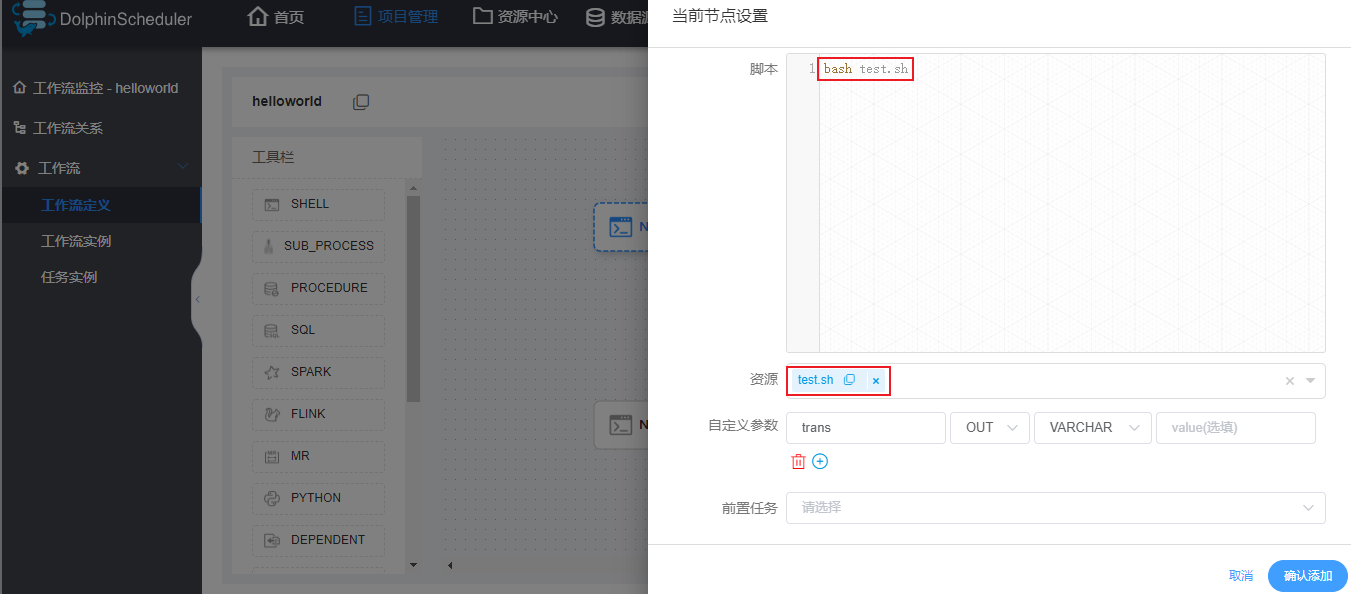 DolphinScheduler
首页
项目管理
资源中心
工作流监控 - helloworld
工作流关系
工作流
工作流定义
工作流实例
任务实例
helloworld
工具栏
SHELL
SUB_PROCESS
PROCEDURE
SQL
SPARK
FLINK
MR
PYTHON
DEPENDENT
当前节点设置
脚本
1 bash test.sh
资源
test.sh
自定义参数
trans
OUT
VARCHAR
value(选填)
前置任务
请选择
取消
确认添加